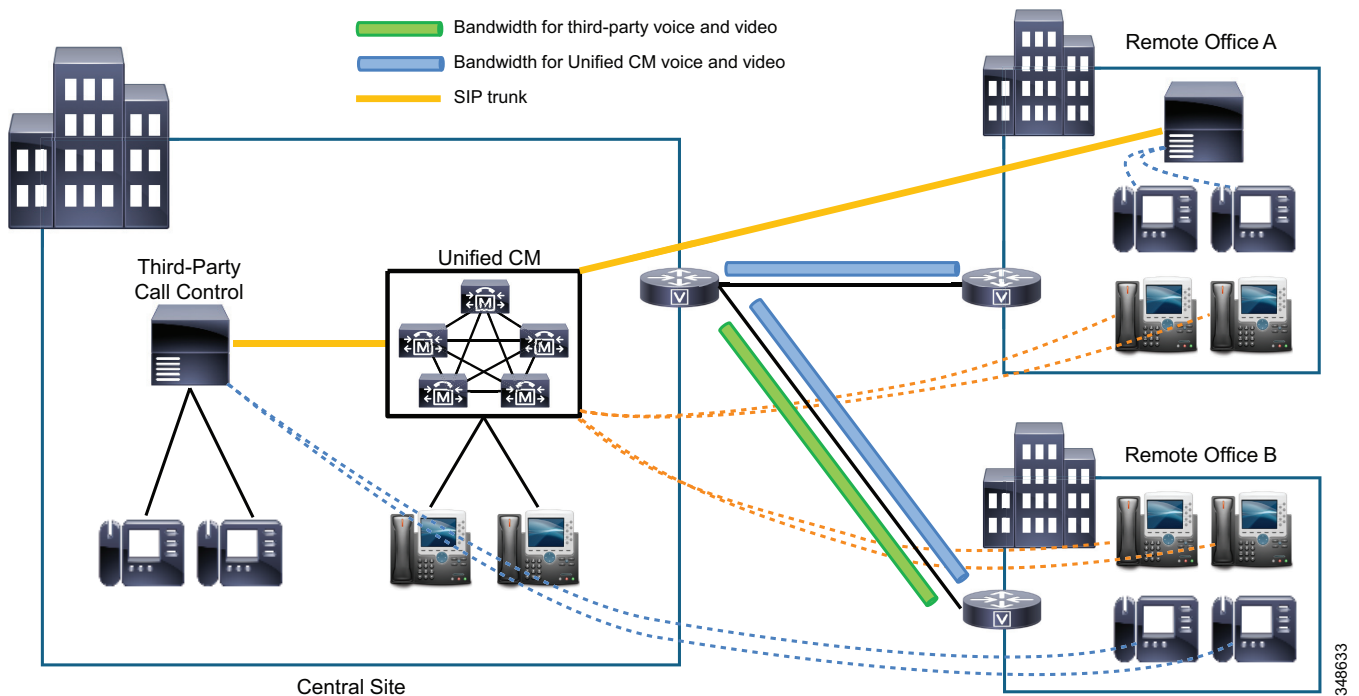 Bandwidth for third-party voice and video
Bandwidth for Unified CM voice and video
SIP trunk
Remote Office A
Third-Party
Call Control
Unified CM
M
M
M
M
M
V
V
Remote Office B
V
Central Site
348633